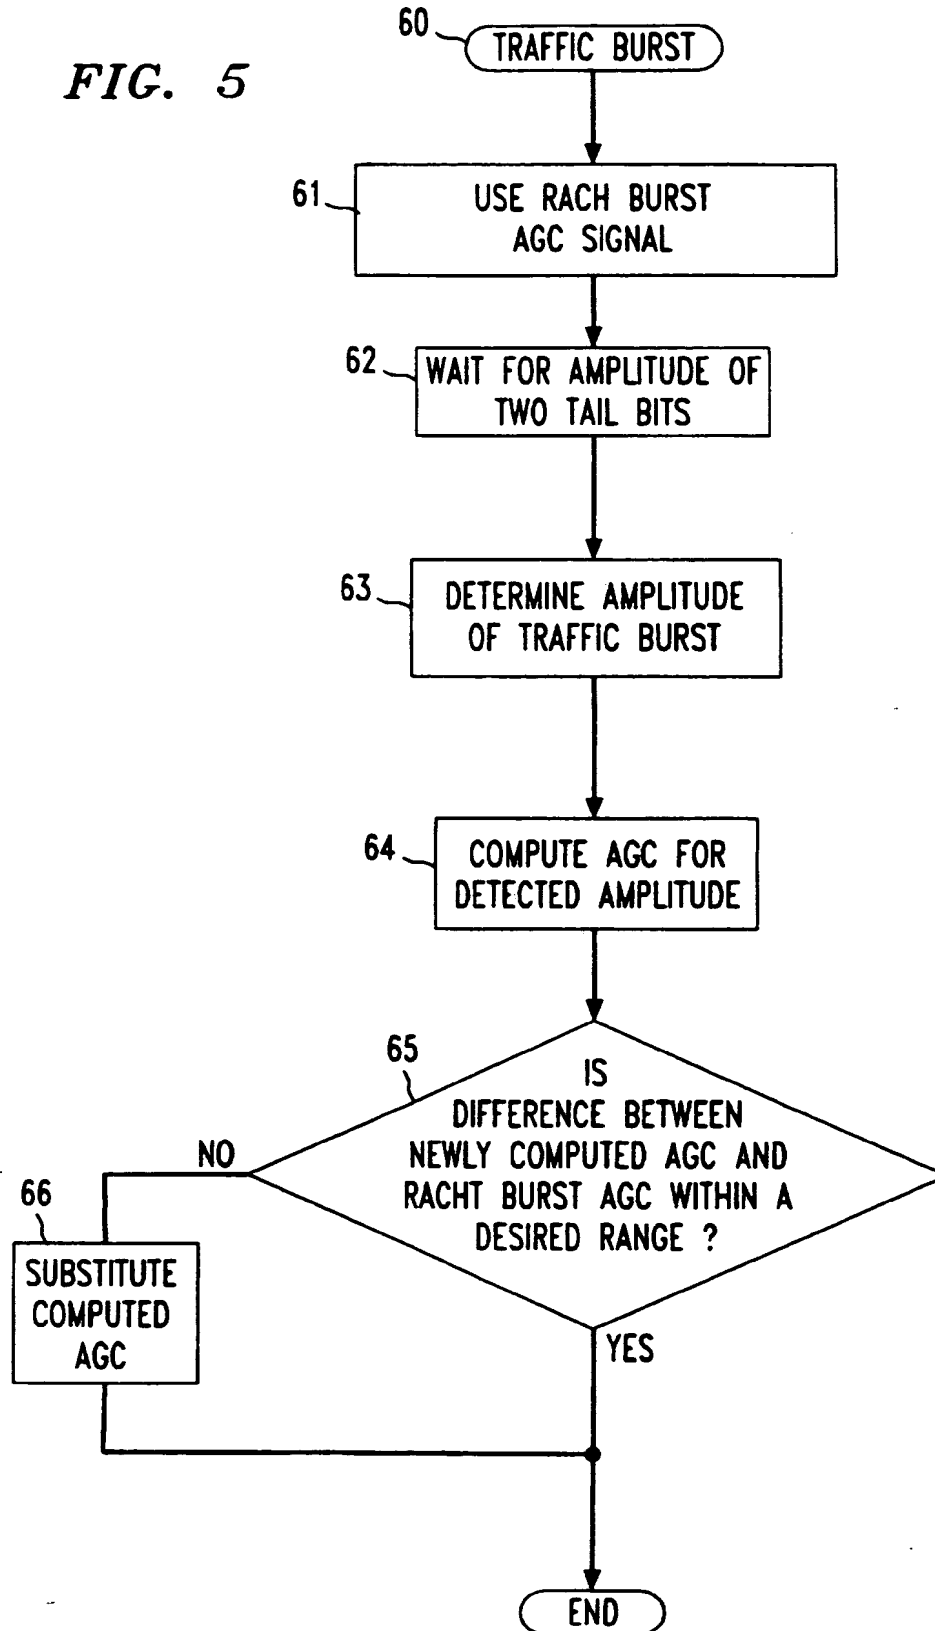 FIG. 5
60
TRAFFIC BURST
61
USE RACH BURST
AGC SIGNAL
62
WAIT FOR AMPLITUDE OF
TWO TAIL BITS
63
DETERMINE AMPLITUDE
OF TRAFFIC BURST
64
COMPUTE AGC FOR
DETECTED AMPLITUDE
65
IS
DIFFERENCE BETWEEN
NEWLY COMPUTED AGC AND
RACHT BURST AGC WITHIN A
DESIRED RANGE ?
NO
66
SUBSTITUTE
COMPUTED
AGC
YES
END